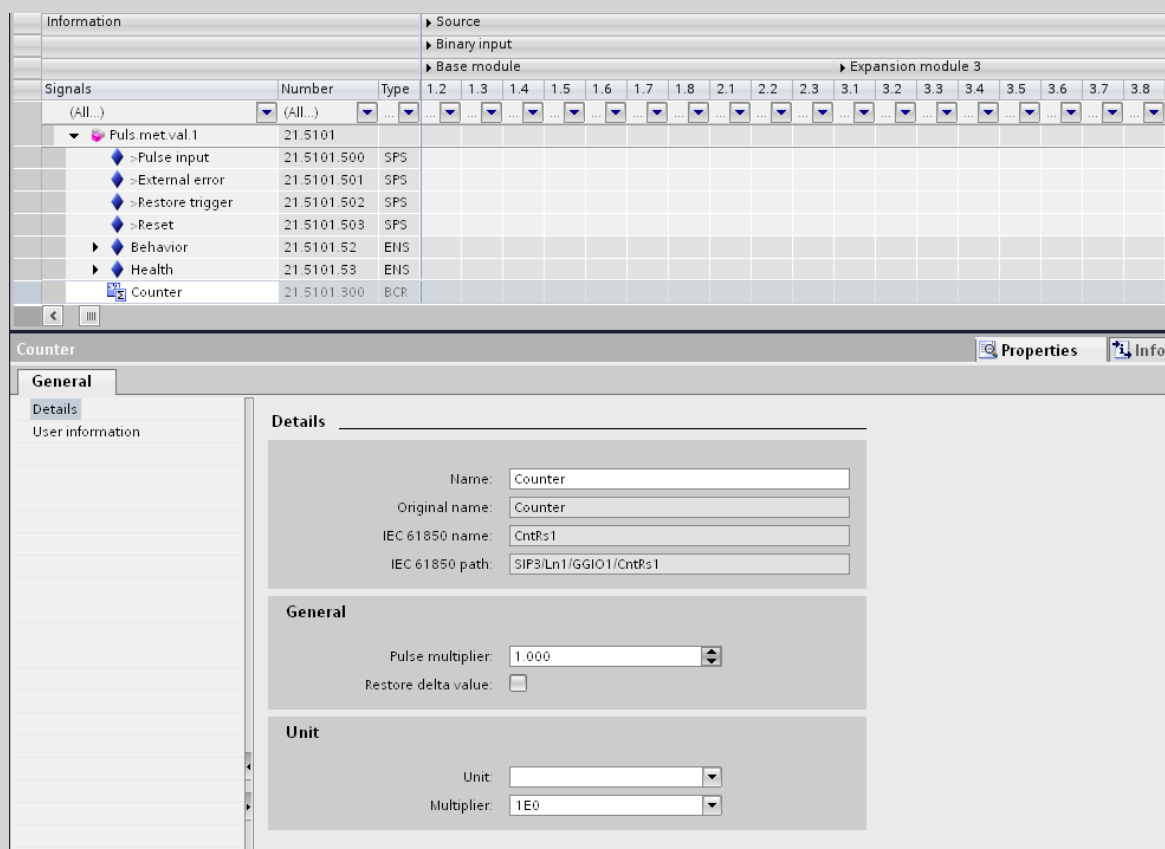 Information Source
Binary input
Base module Expansion module 3
Signals Number Type 1.2 1.3 1.4 1.5 1.6 1.7 1.8 2.1 2.2 2.3 3.1 3.2 3.3 3.4 3.5 3.6 3.7 3.8
(All...) (All...) ... ... ... ... ... ... ... ... ... ... ... ... ... ... ... ... ... ... ...
Puls.met.val.1 21.5101
>Pulse input 21.5101.500 SPS
>External error 21.5101.501 SPS
>Restore trigger 21.5101.502 SPS
>Reset 21.5101.503 SPS
Behavior 21.5101.52 ENS
Health 21.5101.53 ENS
Counter 21.5101.300 BCR
Counter Properties Info
General
Details
User information
Details
Name: Counter
Original name: Counter
IEC 61850 name: CntRs1
IEC 61850 path: SIP3/Ln1/GGIO1/CntRs1
General
Pulse multiplier: 1.000
Restore delta value:
Unit
Unit:
Multiplier: 1E0